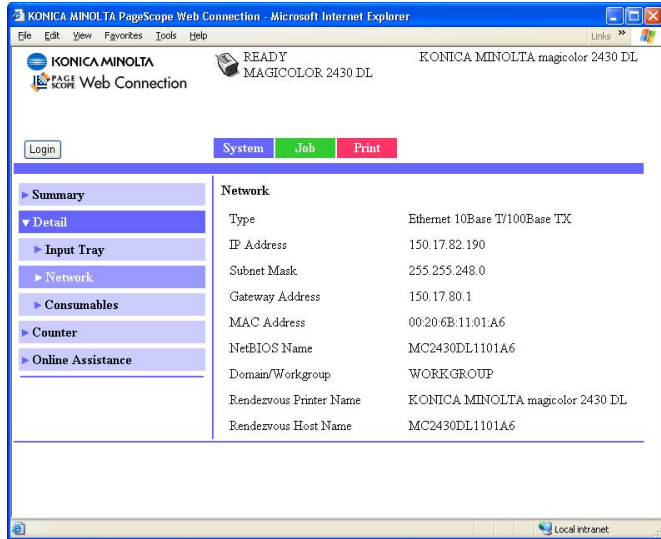 KONICA MINOLTA PageScope Web Connection - Microsoft Internet Explorer
File Edit View Favorites Tools Help
Links »
KONICA MINOLTA
PAGE SCOPE Web Connection
READY
MAGICOLOR 2430 DL
KONICA MINOLTA magicolor 2430 DL
Login
System Job Print
Summary
Detail
Input Tray
Network
Consumables
Counter
Online Assistance
Network
Type Ethernet 10Base T/100Base TX
IP Address 150.17.82.190
Subnet Mask 255.255.248.0
Gateway Address 150.17.80.1
MAC Address 00:20:6B:11:01:A6
NetBIOS Name MC2430DL1101A6
Domain/Workgroup WORKGROUP
Rendezvous Printer Name KONICA MINOLTA magicolor 2430 DL
Rendezvous Host Name MC2430DL1101A6
Local intranet